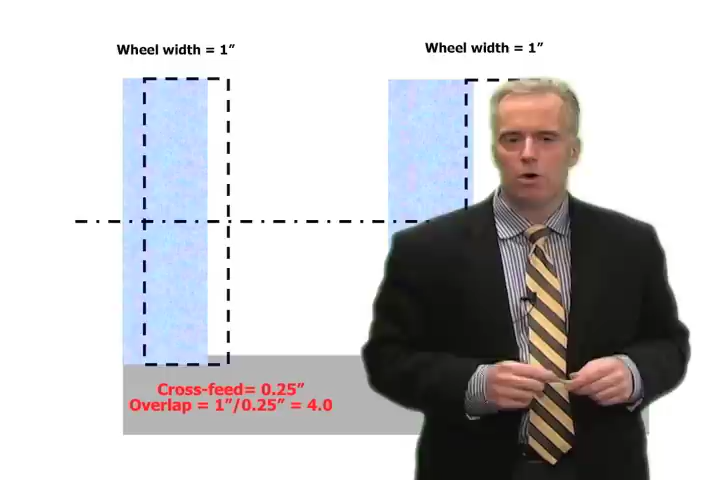 Wheel width = 1”
Wheel width = 1”
Cross-feed= 0.25”
Overlap = 1”/0.25” = 4.0